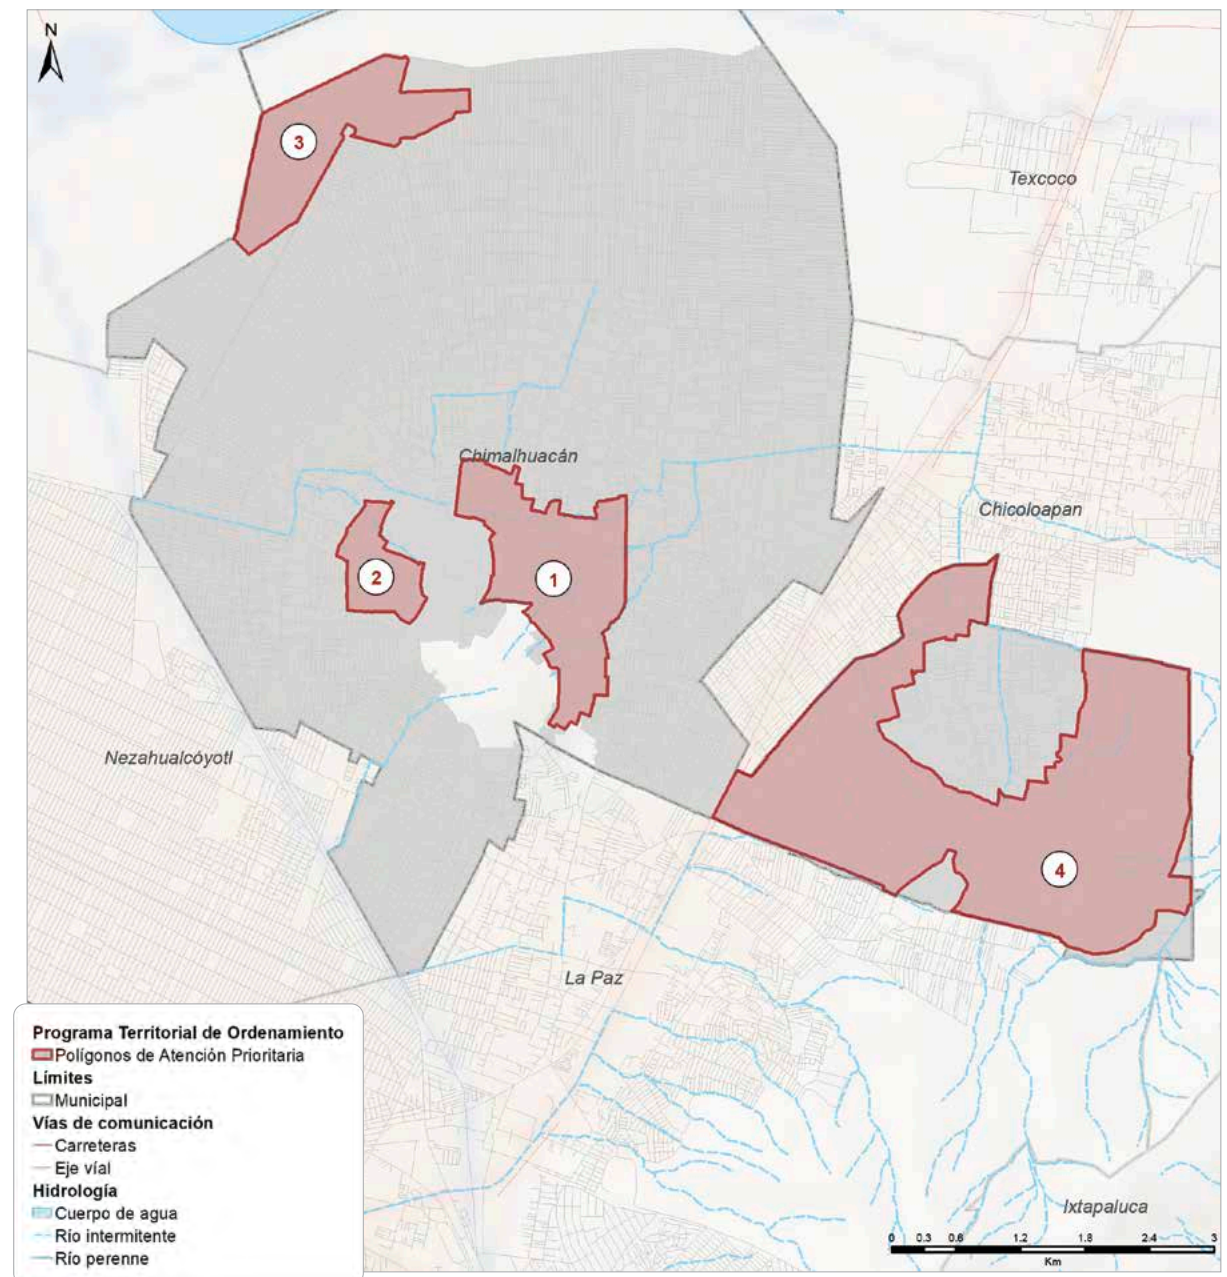 N
3
Texcoco
Chimalhuacán
Chicoloapan
2
1
Nezahualcóyotl
4
La Paz
Programa Territorial de Ordenamiento
Polígonos de Atención Prioritaria
Límites
Municipal
Vías de comunicación
Carreteras
Eje víal
Hidrología
Cuerpo de agua
Río intermitente
Río perenne
Ixtapaluca
0 0.3 0.6 1.2 1.8 2.4 3
Km